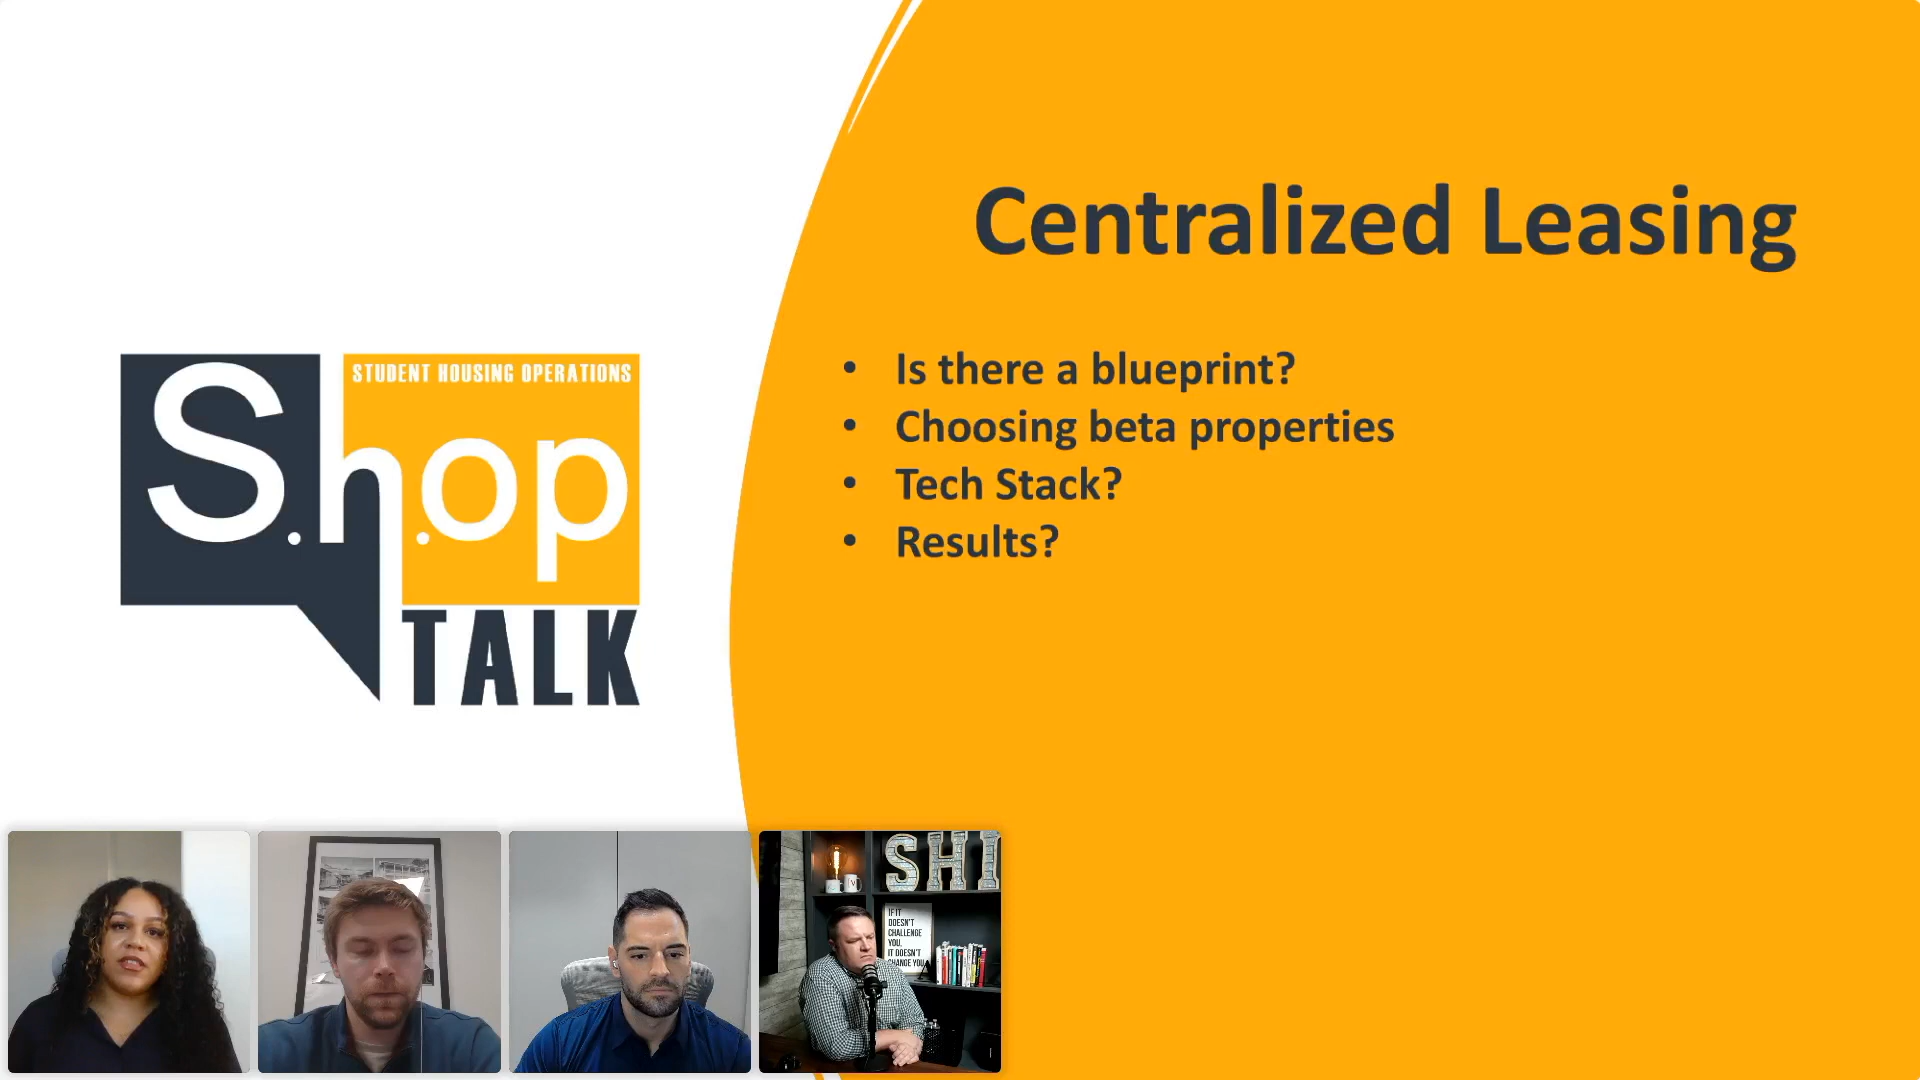 Centralized Leasing
• Is there a blueprint?
• Choosing beta properties
• Tech Stack?
• Results?
STUDENT HOUSING OPERATIONS
S.h.op
TALK
SHI
IF IT
DOESN'T
CHALLENGE
YOU,
IT DOESN'T
CHANGE YOU